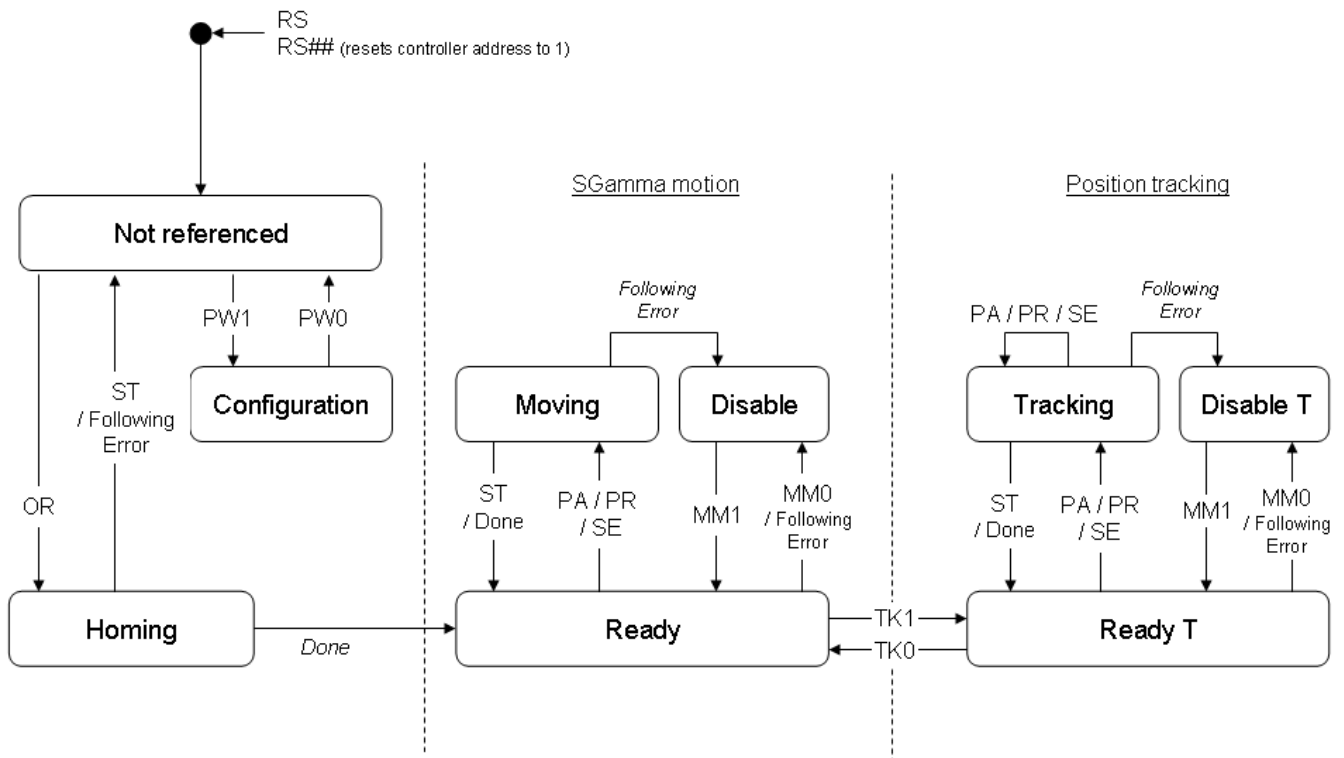 RS
RS## (resets controller address to 1)
SGamma motion
Position tracking
Not referenced
Following
Error
Following
Error
PW1
PW0
PA / PR / SE
ST
/ Following
Error
Configuration
Moving
Disable
Tracking
Disable T
OR
ST
/ Done
PA / PR
/ SE
MM1
MM0
/ Following
Error
ST
/ Done
PA / PR
/ SE
MM1
MM0
/ Following
Error
Homing
Done
Ready
TK1
TK0
Ready T